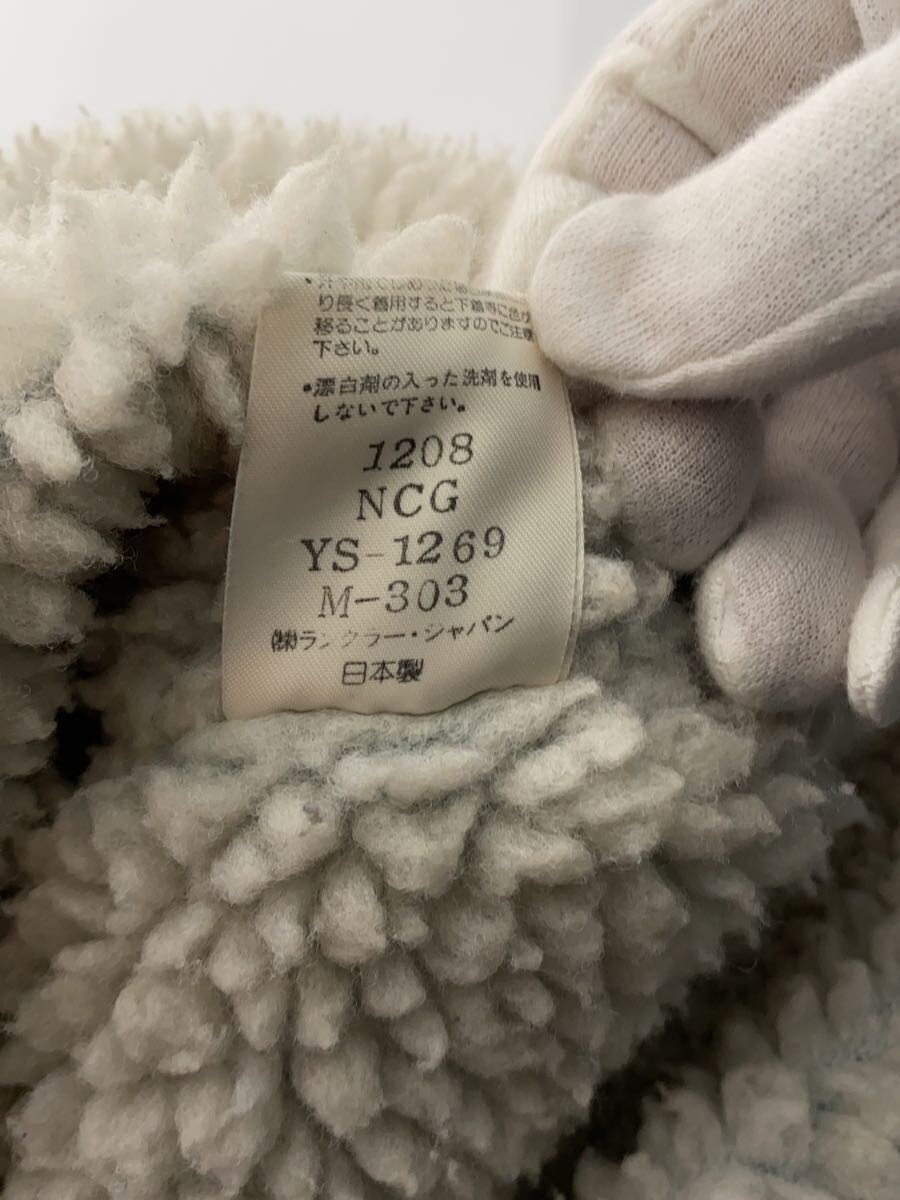 り長く着用すると下着等に色が
移ることがありますのでご注意
下さい。
•漂白剤の入った洗剤を使用
しないで下さい。
1208
NCG
YS-1269
M-303
㈱ラングラー・ジャパン
日本製